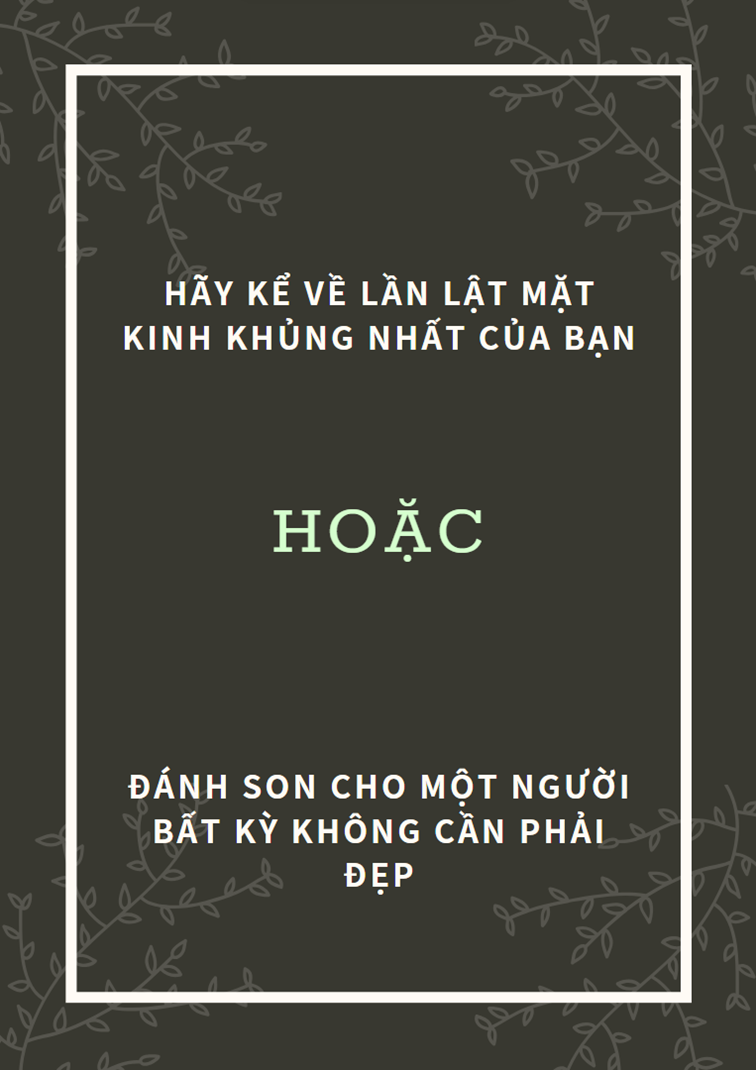 HÃY KỂ VỀ LẦN LẬT MẶT
KINH KHỦNG NHẤT CỦA BẠN
HOẶC
ĐÁNH SON CHO MỘT NGƯỜI
BẤT KỲ KHÔNG CẦN PHẢI
ĐẸP